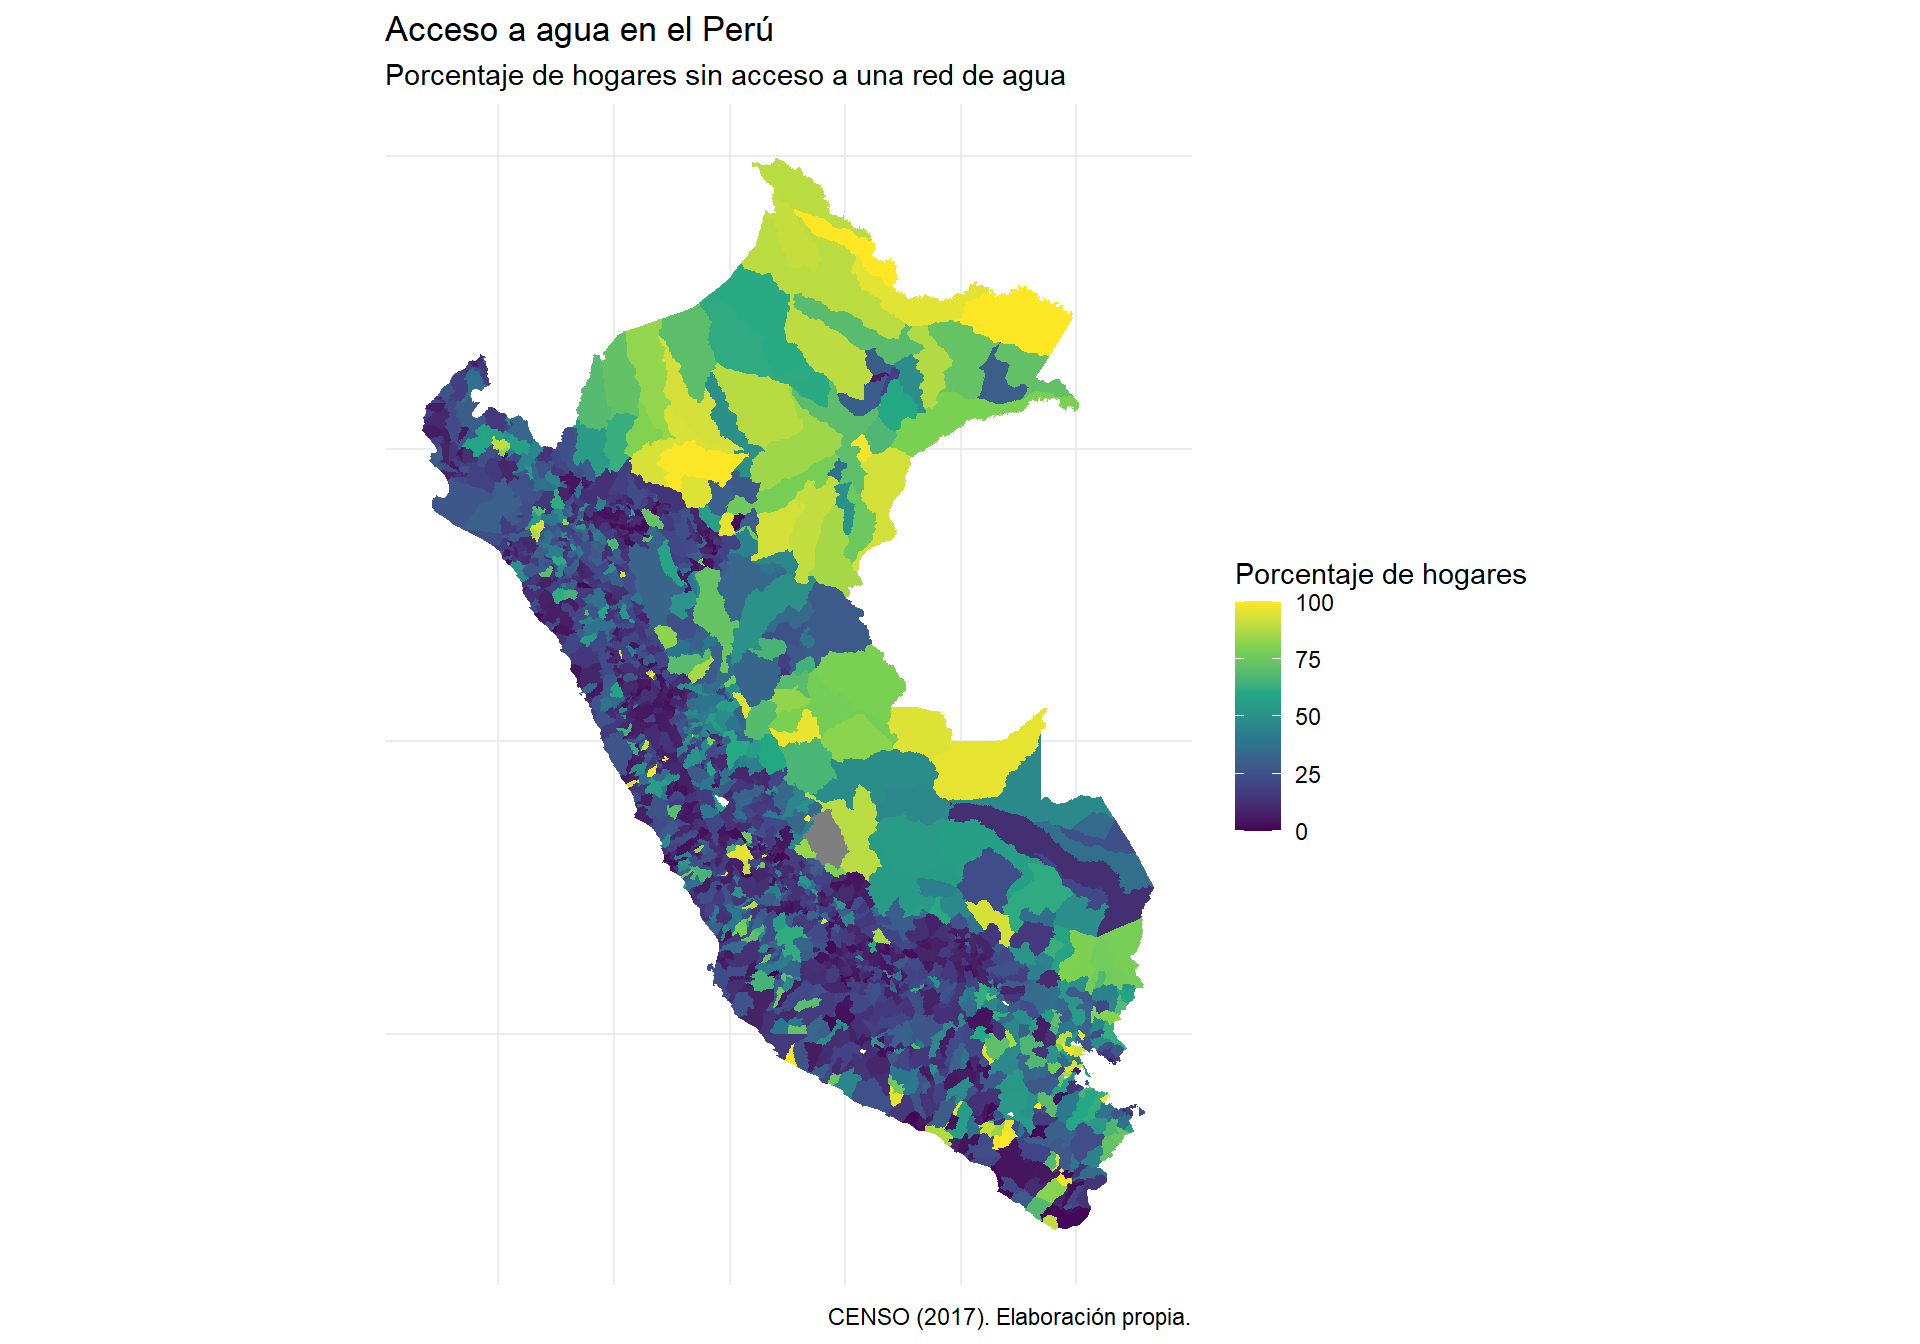 Acceso a agua en el Perú
Porcentaje de hogares sin acceso a una red de agua
Porcentaje de hogares
100
75
50
25
0
CENSO (2017). Elaboración propia.